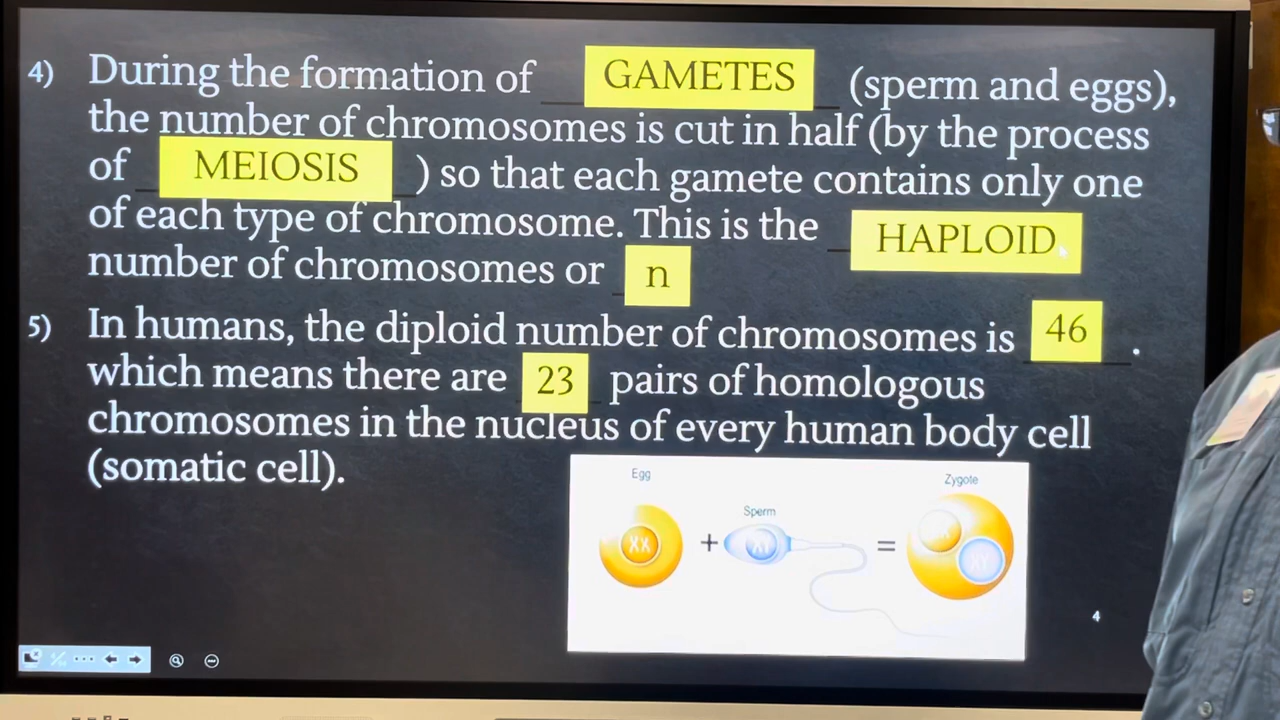 4) During the formation of GAMETES (sperm and eggs),
the number of chromosomes is cut in half (by the process
of MEIOSIS ) so that each gamete contains only one
of each type of chromosome. This is the HAPLOID
number of chromosomes or n
5) In humans, the diploid number of chromosomes is 46 .
which means there are 23 pairs of homologous
chromosomes in the nucleus of every human body cell
(somatic cell).
Egg
Sperm
Zygote
XX
+
XY
=
XY
4